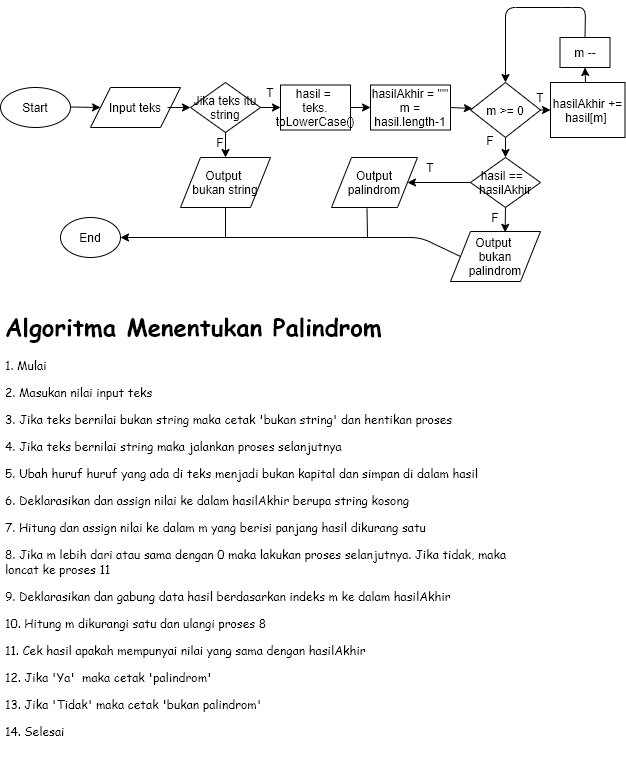 Start
Input teks
Jika teks itu
string
T
hasil =
teks.
toLowerCase()
hasilAkhir = """
m =
hasil.length-1
m >= 0
T
hasilAkhir +=
hasil[m]
m --
F
Output
bukan string
F
hasil ==
hasilAkhir
T
Output
palindrom
F
Output
bukan
palindrom
End
Algoritma Menentukan Palindrom
1. Mulai
2. Masukan nilai input teks
3. Jika teks bernilai bukan string maka cetak 'bukan string' dan hentikan proses
4. Jika teks bernilai string maka jalankan proses selanjutnya
5. Ubah huruf huruf yang ada di teks menjadi bukan kapital dan simpan di dalam hasil
6. Deklarasikan dan assign nilai ke dalam hasilAkhir berupa string kosong
7. Hitung dan assign nilai ke dalam m yang berisi panjang hasil dikurang satu
8. Jika m lebih dari atau sama dengan 0 maka lakukan proses selanjutnya. Jika tidak, maka
loncat ke proses 11
9. Deklarasikan dan gabung data hasil berdasarkan indeks m ke dalam hasilAkhir
10. Hitung m dikurangi satu dan ulangi proses 8
11. Cek hasil apakah mempunyai nilai yang sama dengan hasilAkhir
12. Jika 'Ya' maka cetak 'palindrom'
13. Jika 'Tidak' maka cetak 'bukan palindrom'
14. Selesai